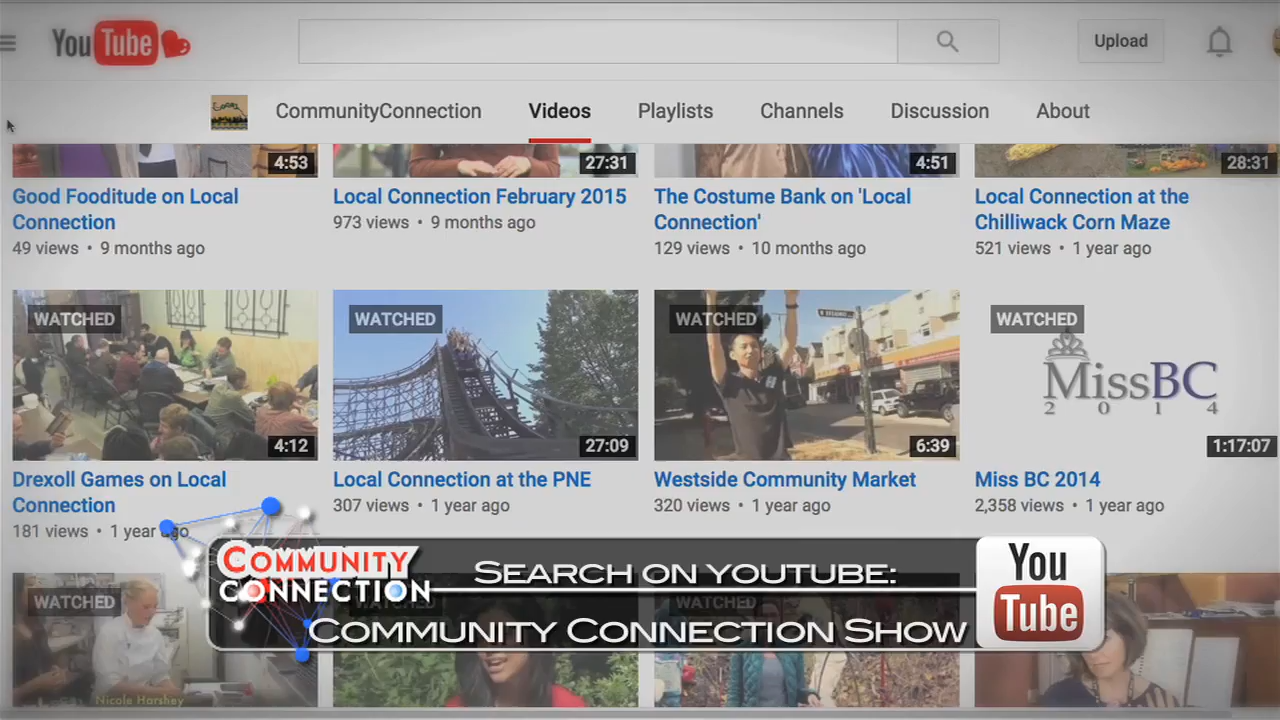 YouTube
Upload
CommunityConnection Videos Playlists Channels Discussion About
4:53
27:31
4:51
28:31
Good Fooditude on Local
Connection
49 views • 9 months ago
Local Connection February 2015
973 views • 9 months ago
The Costume Bank on 'Local
Connection'
129 views • 10 months ago
Local Connection at the
Chilliwack Corn Maze
521 views • 1 year ago
WATCHED
4:12
WATCHED
27:09
WATCHED
6:39
WATCHED
MissBC
2014
1:17:07
Drexoll Games on Local
Connection
181 views • 1 year ago
Local Connection at the PNE
307 views • 1 year ago
Westside Community Market
320 views • 1 year ago
Miss BC 2014
2,358 views • 1 year ago
WATCHED
WATCHED
WATCHED
Nicole Harshey
COMMUNITY
CONNECTION
SEARCH ON YOUTUBE:
COMMUNITY CONNECTION SHOW
You
Tube